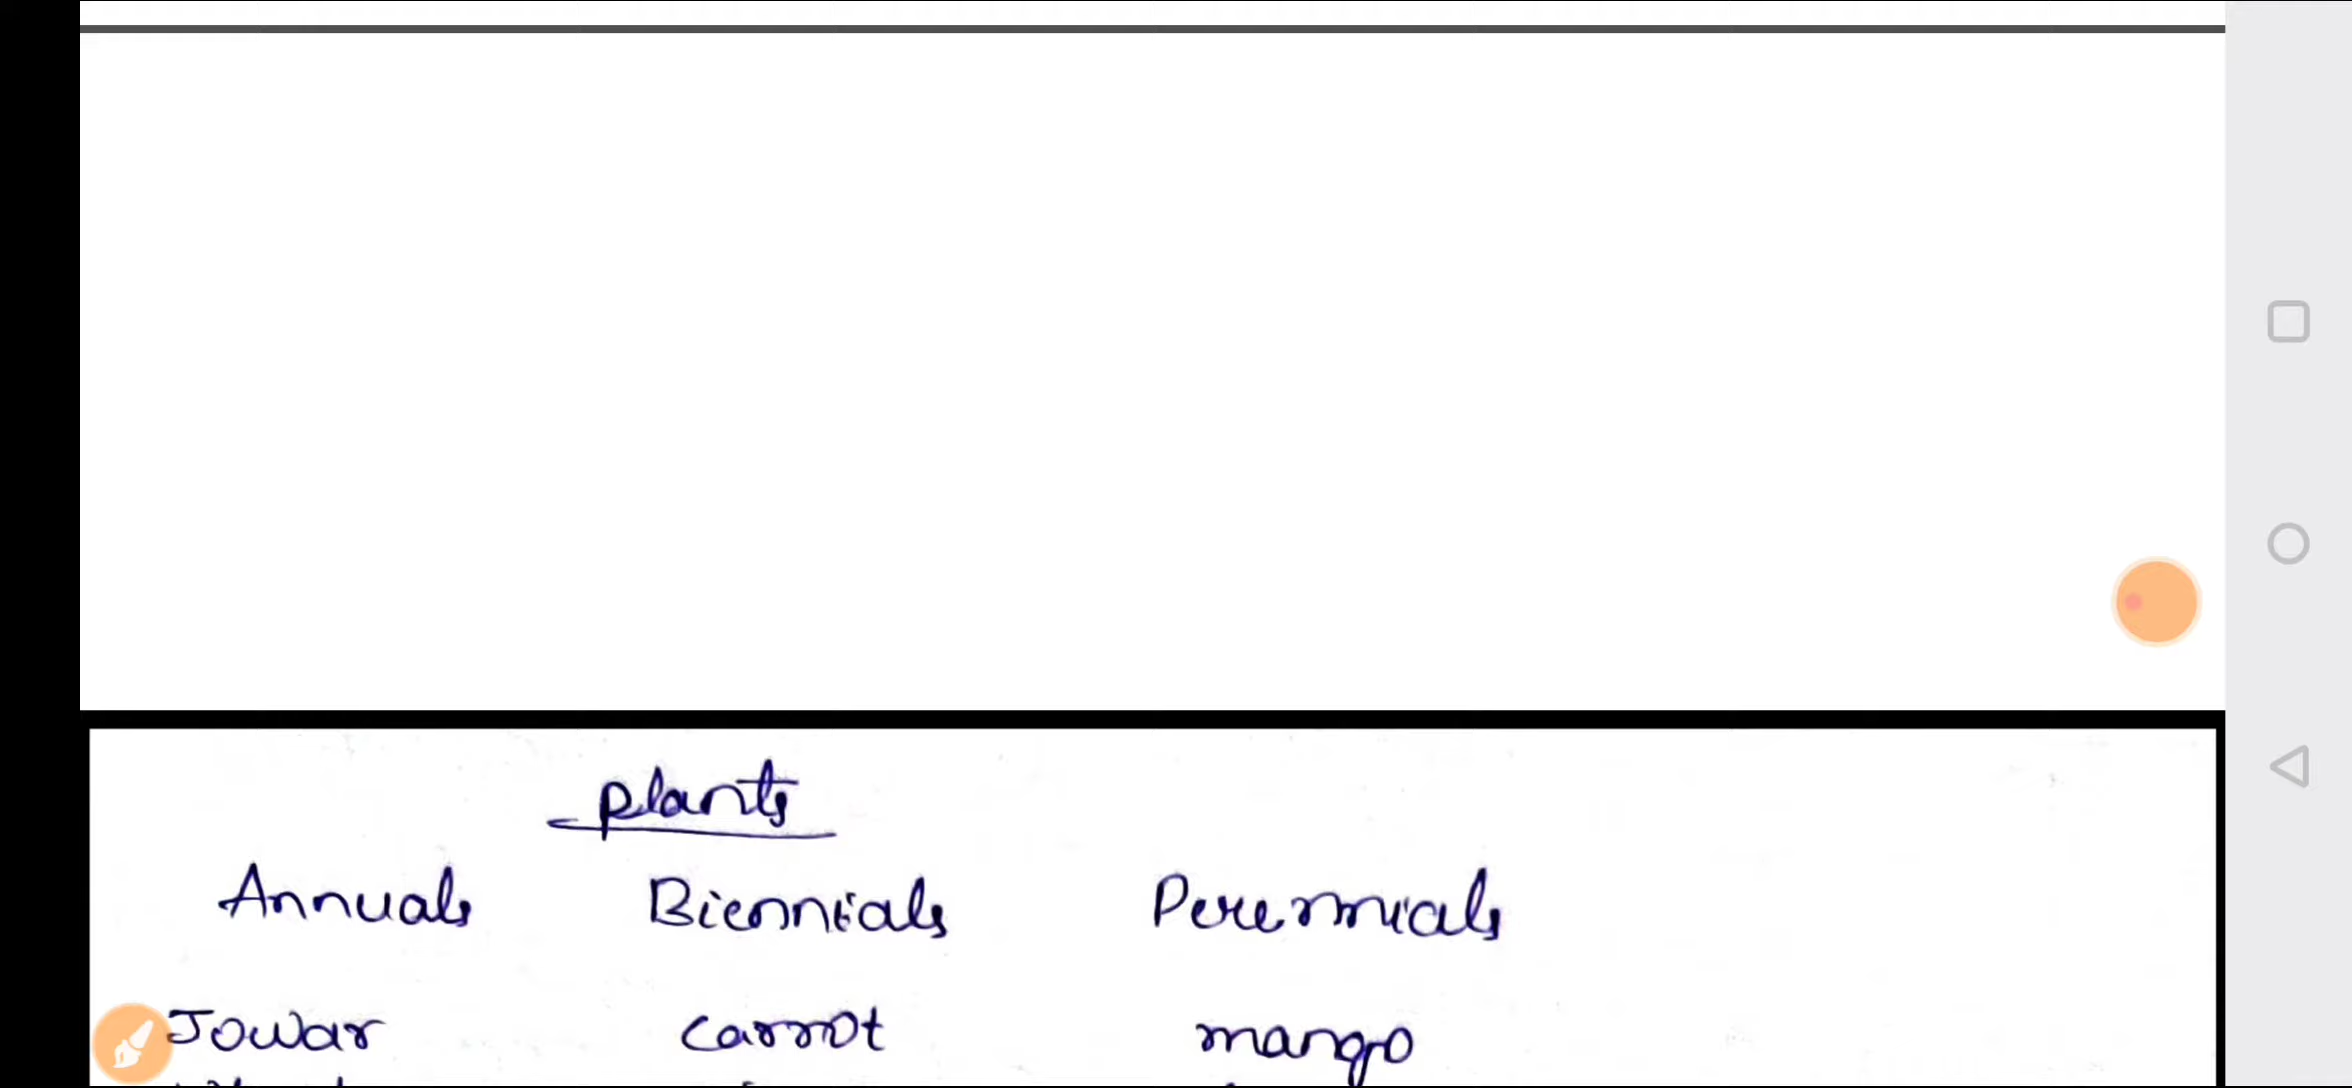 plants
Annuals Biennials Perennials
Jowar carrot mango